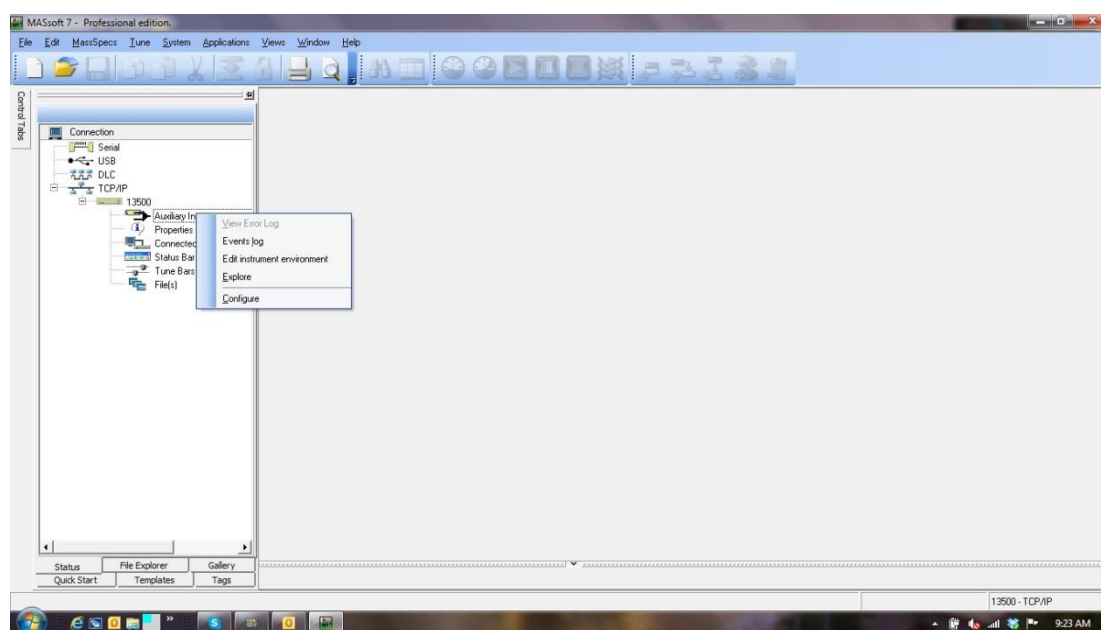 MASsoft 7 - Professional edition.
File Edit MassSpecs Tune System Applications Views Window Help
Control Tabs
Connection
Serial
USB
DLC
TCP/IP
13500
Auxiliary In
Properties
Connected
Status Bar
Tune Bars
File(s)
View Error Log
Events log
Edit instrument environment
Explore
Configure
Status File Explorer Gallery
Quick Start Templates Tags
13500 - TCP/IP
9:23 AM